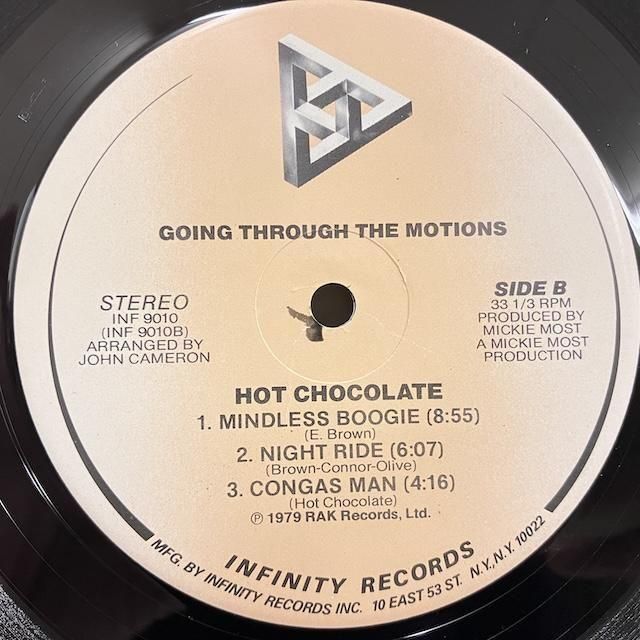 GOING THROUGH THE MOTIONS
STEREO
INF 9010
(INF 9010B)
ARRANGED BY
JOHN CAMERON
SIDE B
33 1/3 RPM
PRODUCED BY
MICKIE MOST
A MICKIE MOST
PRODUCTION
HOT CHOCOLATE
1. MINDLESS BOOGIE (8:55)
(E. Brown)
2. NIGHT RIDE (6:07)
(Brown-Connor-Olive)
3. CONGAS MAN (4:16)
(Hot Chocolate)
℗ 1979 RAK Records, Ltd.
INFINITY RECORDS
MFG. BY INFINITY RECORDS INC. 10 EAST 53 ST. N.Y., N.Y. 10022